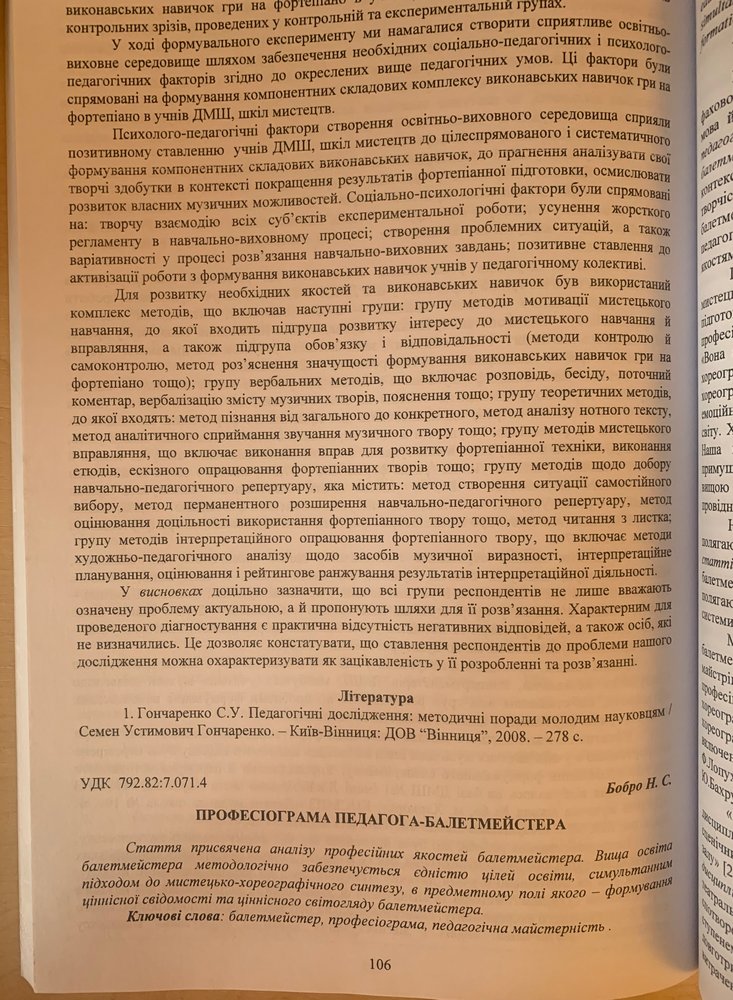 виконавських навичок гри на фортепіано в
контрольних зрізів, проведених у контрольній та експериментальній групах.
У ході формувального експерименту ми намагалися створити сприятливе освітньо-
виховне середовище шляхом забезпечення необхідних соціально-педагогічних і психолого-
педагогічних факторів згідно до окреслених вище педагогічних умов. Ці фактори були
спрямовані на формування компонентних складових комплексу виконавських навичок гри на
фортепіано в учнів ДМШ, шкіл мистецтв.
Психолого-педагогічні фактори створення освітньо-виховного середовища сприяли
позитивному ставленню учнів ДМШ, шкіл мистецтв до цілеспрямованого і систематичного
формування компонентних складових виконавських навичок, до прагнення аналізувати свої
творчі здобутки в контексті покращення результатів фортепіанної підготовки, осмислювати
розвиток власних музичних можливостей. Соціально-психологічні фактори були спрямовані
на: творчу взаємодію всіх суб’єктів експериментальної роботи; усунення жорсткого
регламенту в навчально-виховному процесі; створення проблемних ситуацій, а також
варіативності у процесі розв’язання навчально-виховних завдань; позитивне ставлення до
активізації роботи з формування виконавських навичок учнів у педагогічному колективі.
Для розвитку необхідних якостей та виконавських навичок був використаний
комплекс методів, що включав наступні групи: групу методів мотивації мистецького
навчання, до якої входить підгрупа розвитку інтересу до мистецького навчання й
вправляння, а також підгрупа обов’язку і відповідальності (методи контролю й
самоконтролю, метод роз’яснення значущості формування виконавських навичок гри на
фортепіано тощо); групу вербальних методів, що включає розповідь, бесіду, поточний
коментар, вербалізацію змісту музичних творів, пояснення тощо; групу теоретичних методів,
до якої входять: метод пізнання від загального до конкретного, метод аналізу нотного тексту,
метод аналітичного сприймання звучання музичного твору тощо; групу методів мистецького
вправляння, що включає виконання вправ для розвитку фортепіанної техніки, виконання
етюдів, ескізного опрацювання фортепіанних творів тощо; групу методів щодо добору
навчально-педагогічного репертуару, яка містить: метод створення ситуації самостійного
вибору, метод перманентного розширення навчально-педагогічного репертуару, метод
оцінювання доцільності використання фортепіанного твору тощо, метод читання з листка;
групу методів інтерпретаційного опрацювання фортепіанного твору, що включає методи
художньо-педагогічного аналізу щодо засобів музичної виразності, інтерпретаційне
планування, оцінювання і рейтингове ранжування результатів інтерпретаційної діяльності.
У висновках доцільно зазначити, що всі групи респондентів не лише вважають
означену проблему актуальною, а й пропонують шляхи для її розв’язання. Характерним для
проведеного діагностування є практична відсутність негативних відповідей, а також осіб, які
не визначились. Це дозволяє констатувати, що ставлення респондентів до проблеми нашого
дослідження можна охарактеризувати як зацікавленість у її розробленні та розв’язанні.
Література
1. Гончаренко С.У. Педагогічні дослідження: методичні поради молодим науковцям /
Семен Устимович Гончаренко. – Київ-Вінниця: ДОВ “Вінниця”, 2008. – 278 с.
УДК 792.82:7.071.4
Бобро Н. С.
ПРОФЕСІОГРАМА ПЕДАГОГА-БАЛЕТМЕЙСТЕРА
Стаття присвячена аналізу професійних якостей балетмейстера. Вища освіта
балетмейстера методологічно забезпечується єдністю цілей освіти, симультанним
підходом до мистецько-хореографічного синтезу, в предметному полі якого – формування
ціннісної свідомості та ціннісного світогляду балетмейстера.
Ключові слова: балетмейстер, професіограма, педагогічна майстерність .
106